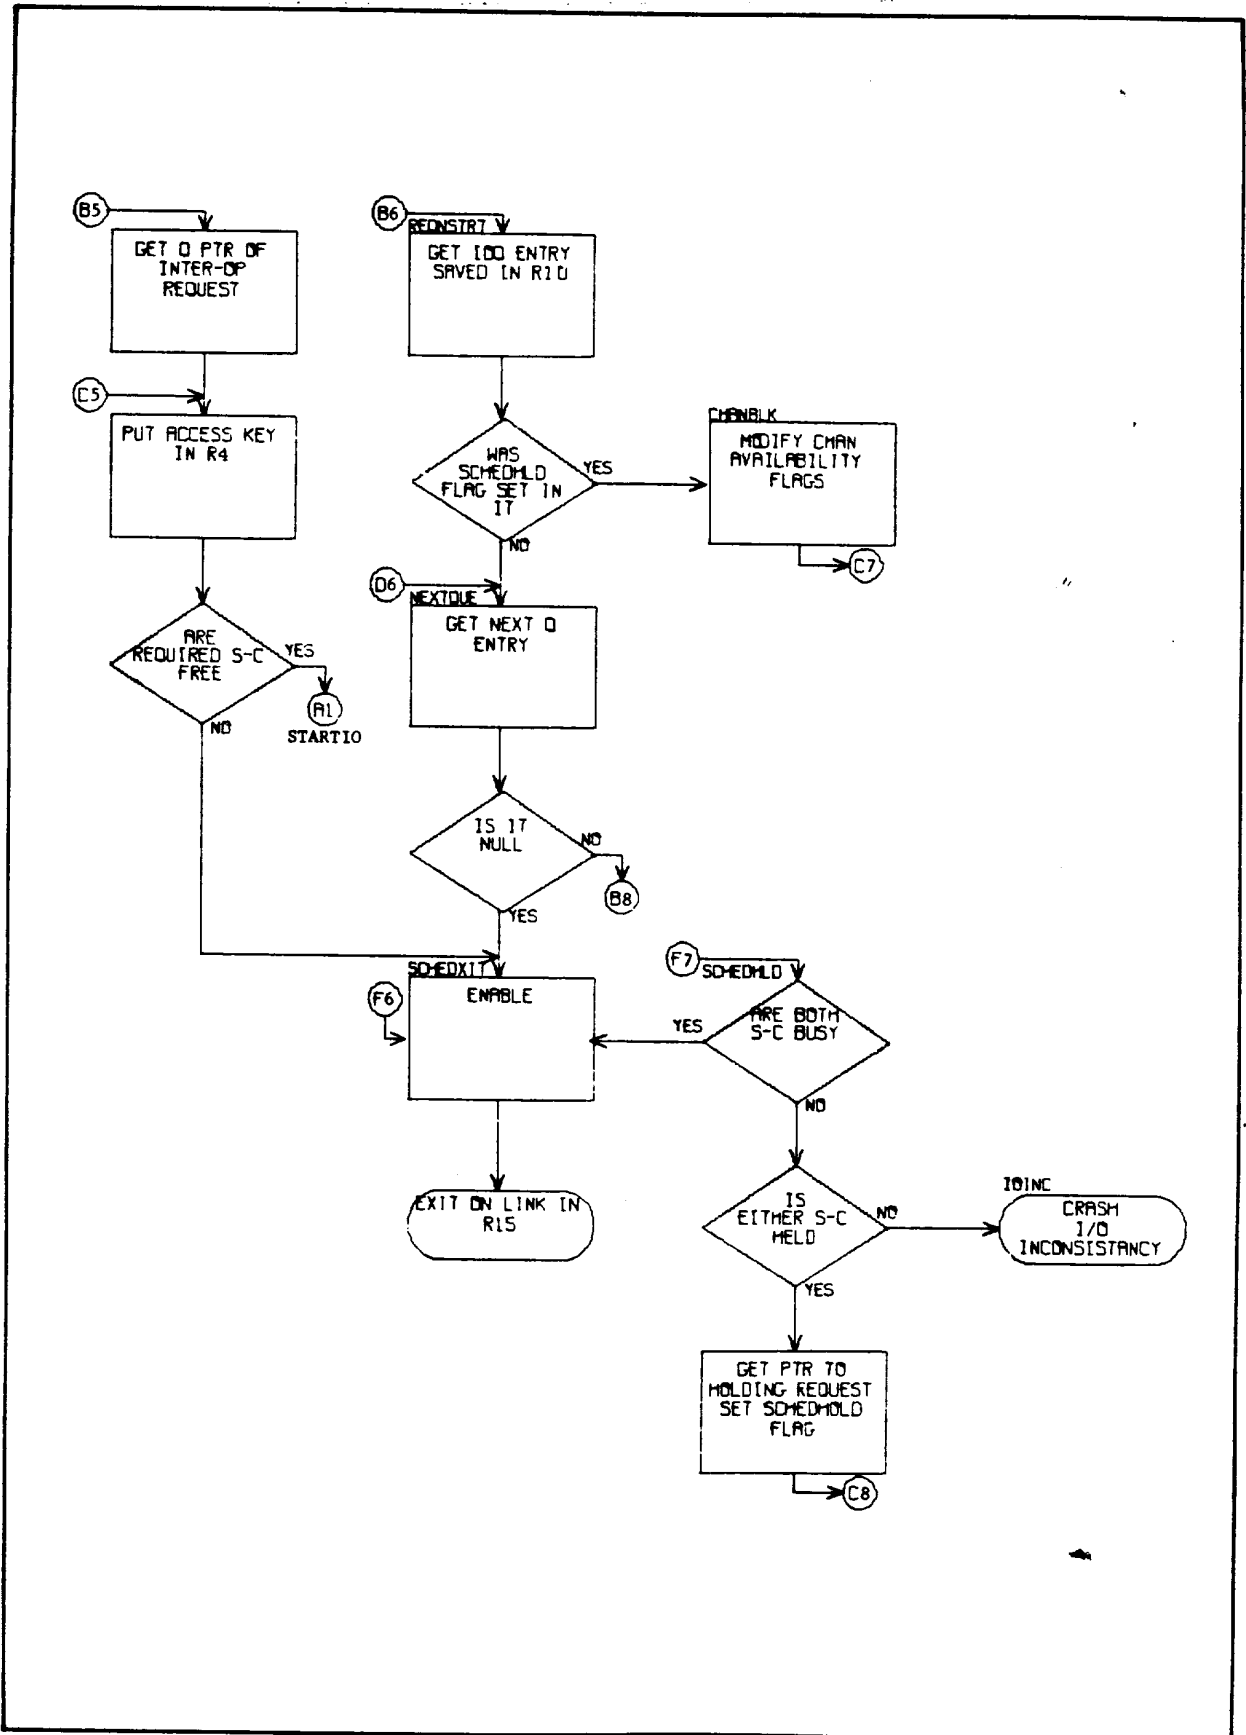 B5
GET Q PTR OF
INTER-OP
REQUEST
C5
PUT ACCESS KEY
IN R4
ARE
REQUIRED S-C
FREE
YES
NO
A1
STARTIO
B6
REQNSTRT
GET IOQ ENTRY
SAVED IN R10
WAS
SCHEDHLD
FLAG SET IN
IT
YES
NO
CHANBLK
MODIFY CHAN
AVAILABILITY
FLAGS
C7
D6
NEXTQUE
GET NEXT Q
ENTRY
IS IT
NULL
NO
YES
B8
SCHEDXIT
F6
ENABLE
EXIT ON LINK IN
R15
F7
SCHEDHLD
ARE BOTH
S-C BUSY
YES
NO
IS
EITHER S-C
HELD
NO
YES
IOINC
CRASH
I/O
INCONSISTANCY
GET PTR TO
HOLDING REQUEST
SET SCHEDHOLD
FLAG
C8